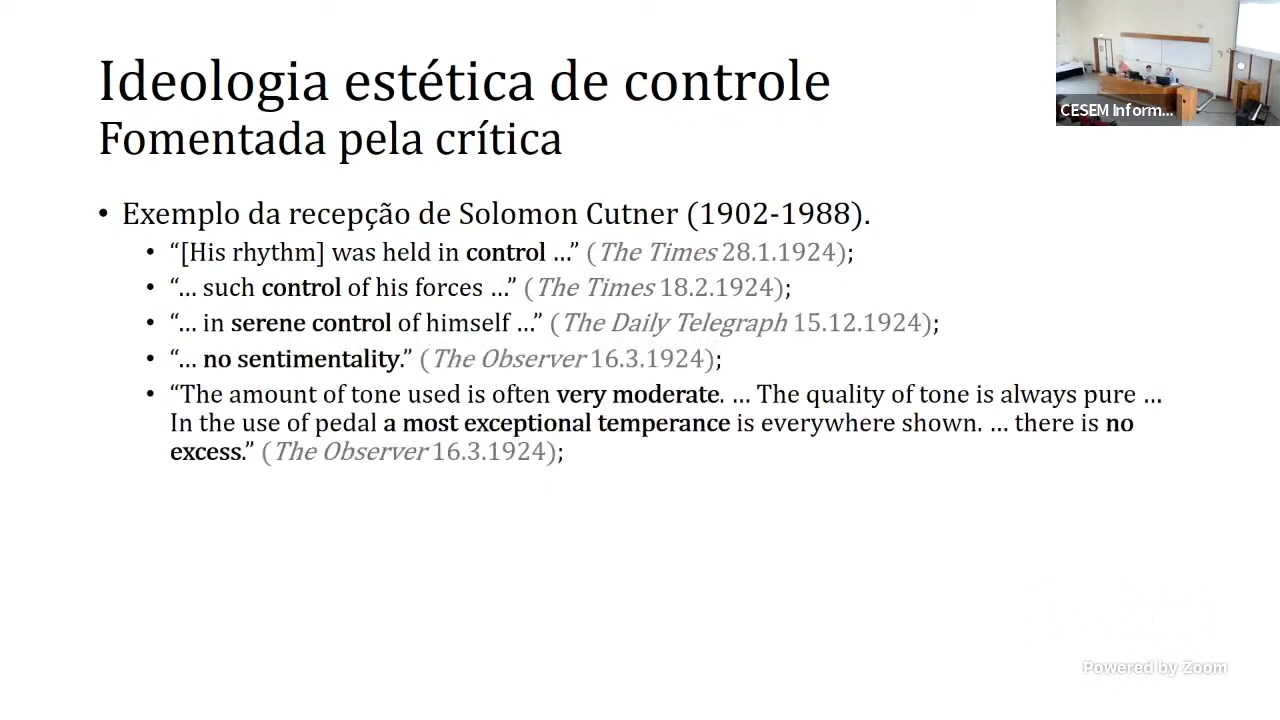 Ideologia estética de controle
Fomentada pela crítica
• Exemplo da recepção de Solomon Cutner (1902-1988).
• “[His rhythm] was held in control …” (The Times 28.1.1924);
• “… such control of his forces …” (The Times 18.2.1924);
• “… in serene control of himself …” (The Daily Telegraph 15.12.1924);
• “… no sentimentality.” (The Observer 16.3.1924);
• “The amount of tone used is often very moderate. … The quality of tone is always pure …
In the use of pedal a most exceptional temperance is everywhere shown. … there is no
excess.” (The Observer 16.3.1924);
CESEM Inform...
Powered by Zoom